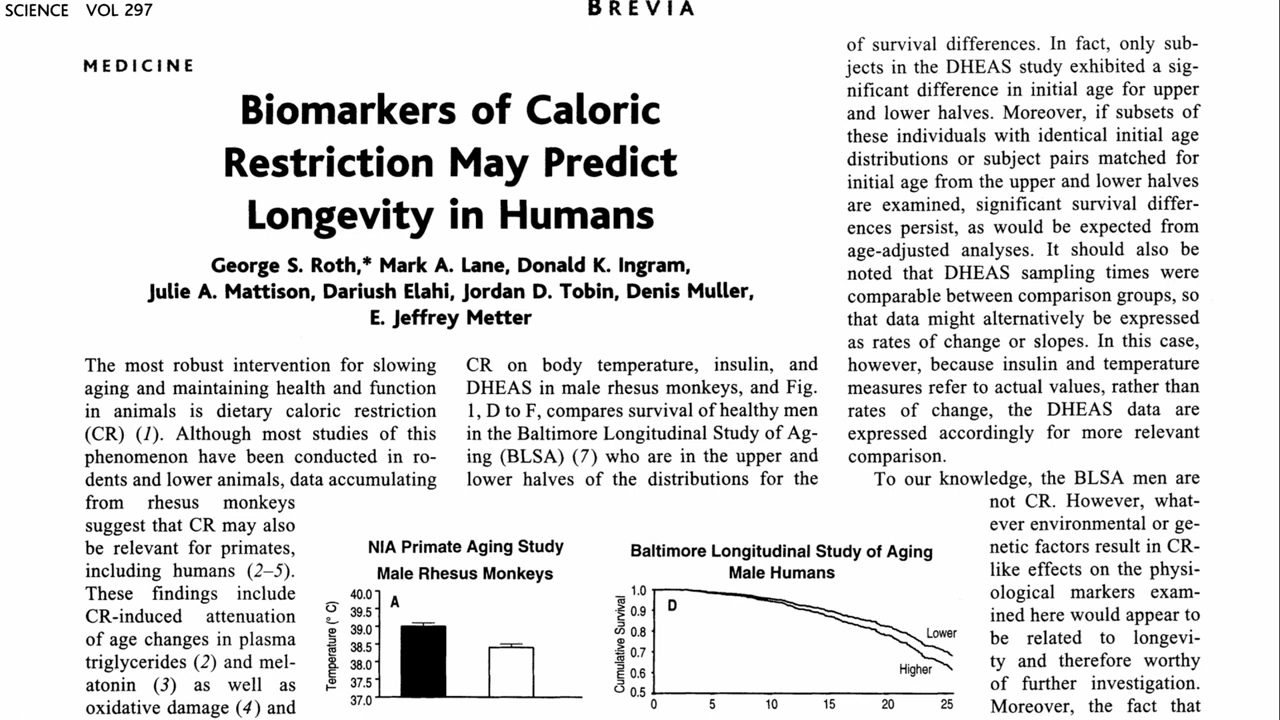 SCIENCE VOL 297
BREVIA
MEDICINE
Biomarkers of Caloric
Restriction May Predict
Longevity in Humans
George S. Roth,* Mark A. Lane, Donald K. Ingram,
Julie A. Mattison, Dariush Elahi, Jordan D. Tobin, Denis Muller,
E. Jeffrey Metter
The most robust intervention for slowing
aging and maintaining health and function
in animals is dietary caloric restriction
(CR) (1). Although most studies of this
phenomenon have been conducted in ro-
dents and lower animals, data accumulating
from rhesus monkeys
suggest that CR may also
be relevant for primates,
including humans (2–5).
These findings include
CR-induced attenuation
of age changes in plasma
triglycerides (2) and mel-
atonin (3) as well as
oxidative damage (4) and
CR on body temperature, insulin, and
DHEAS in male rhesus monkeys, and Fig.
1, D to F, compares survival of healthy men
in the Baltimore Longitudinal Study of Ag-
ing (BLSA) (7) who are in the upper and
lower halves of the distributions for the
NIA Primate Aging Study
Male Rhesus Monkeys
A
Temperature (° C)
40.0
39.5
39.0
38.5
38.0
37.5
37.0
Baltimore Longitudinal Study of Aging
Male Humans
D
Cumulative Survival
1.0
0.9
0.8
0.7
0.6
0.5
Lower
Higher
0 5 10 15 20 25
of survival differences. In fact, only sub-
jects in the DHEAS study exhibited a sig-
nificant difference in initial age for upper
and lower halves. Moreover, if subsets of
these individuals with identical initial age
distributions or subject pairs matched for
initial age from the upper and lower halves
are examined, significant survival differ-
ences persist, as would be expected from
age-adjusted analyses. It should also be
noted that DHEAS sampling times were
comparable between comparison groups, so
that data might alternatively be expressed
as rates of change or slopes. In this case,
however, because insulin and temperature
measures refer to actual values, rather than
rates of change, the DHEAS data are
expressed accordingly for more relevant
comparison.
To our knowledge, the BLSA men are
not CR. However, what-
ever environmental or ge-
netic factors result in CR-
like effects on the physi-
ological markers exam-
ined here would appear to
be related to longevi-
ty and therefore worthy
of further investigation.
Moreover, the fact that